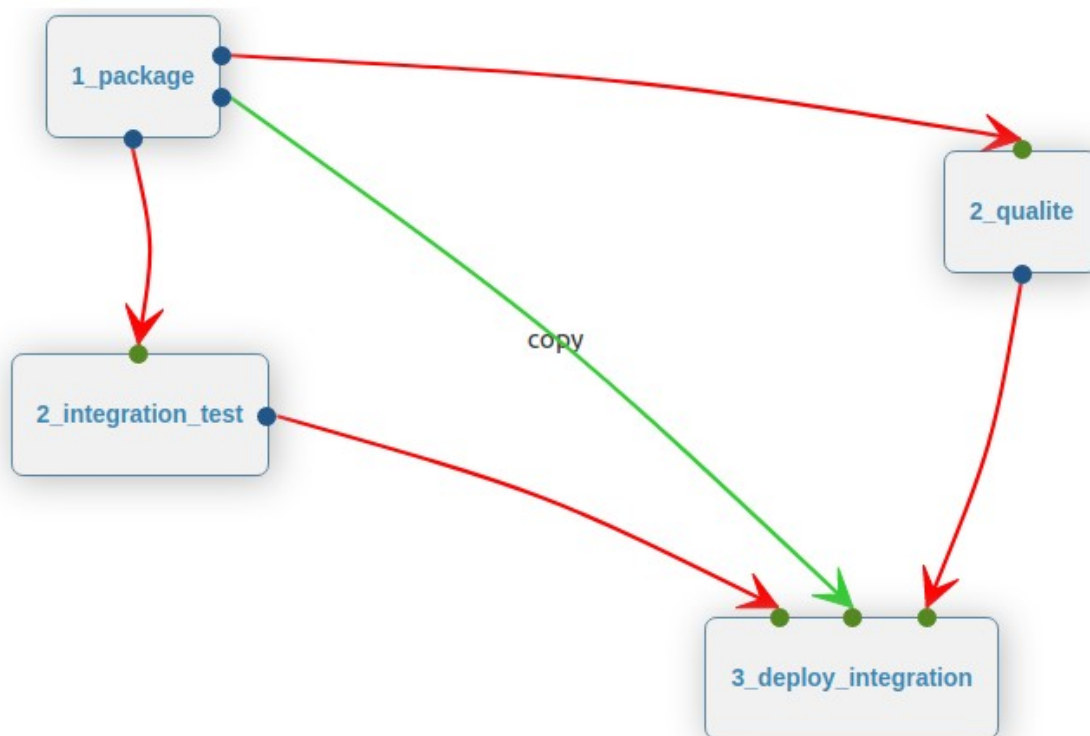 1_package
2_qualite
copy
2_integration_test
3_deploy_integration